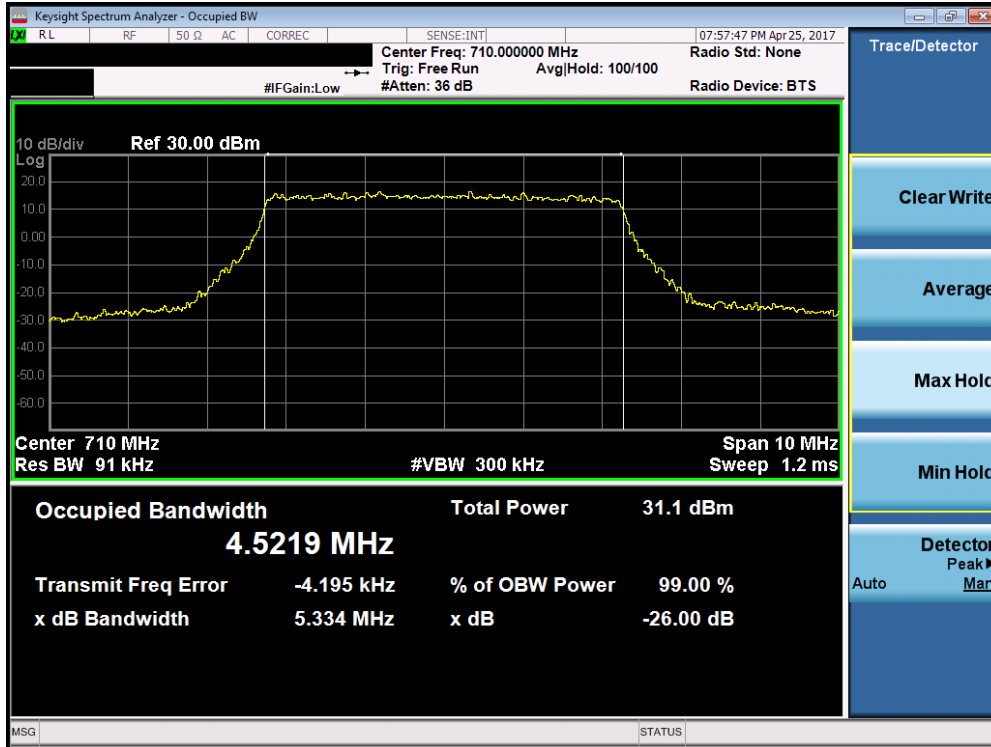 Keysight Spectrum Analyzer - Occupied BW
LXI RL RF 50 Ω AC CORREC SENSE:INT 07:57:47 PM Apr 25, 2017
Center Freq: 710.000000 MHz Radio Std: None
Trig: Free Run Avg|Hold: 100/100
#IFGain:Low #Atten: 36 dB Radio Device: BTS
10 dB/div Ref 30.00 dBm
Log
20.0
10.0
0.00
-10.0
-20.0
-30.0
-40.0
-50.0
-60.0
Center 710 MHz Span 10 MHz
Res BW 91 kHz #VBW 300 kHz Sweep 1.2 ms
Occupied Bandwidth Total Power 31.1 dBm
4.5219 MHz
Transmit Freq Error -4.195 kHz % of OBW Power 99.00 %
x dB Bandwidth 5.334 MHz x dB -26.00 dB
MSG STATUS
Trace/Detector
Clear Write
Average
Max Hold
Min Hold
Detector
Peak
Auto Man